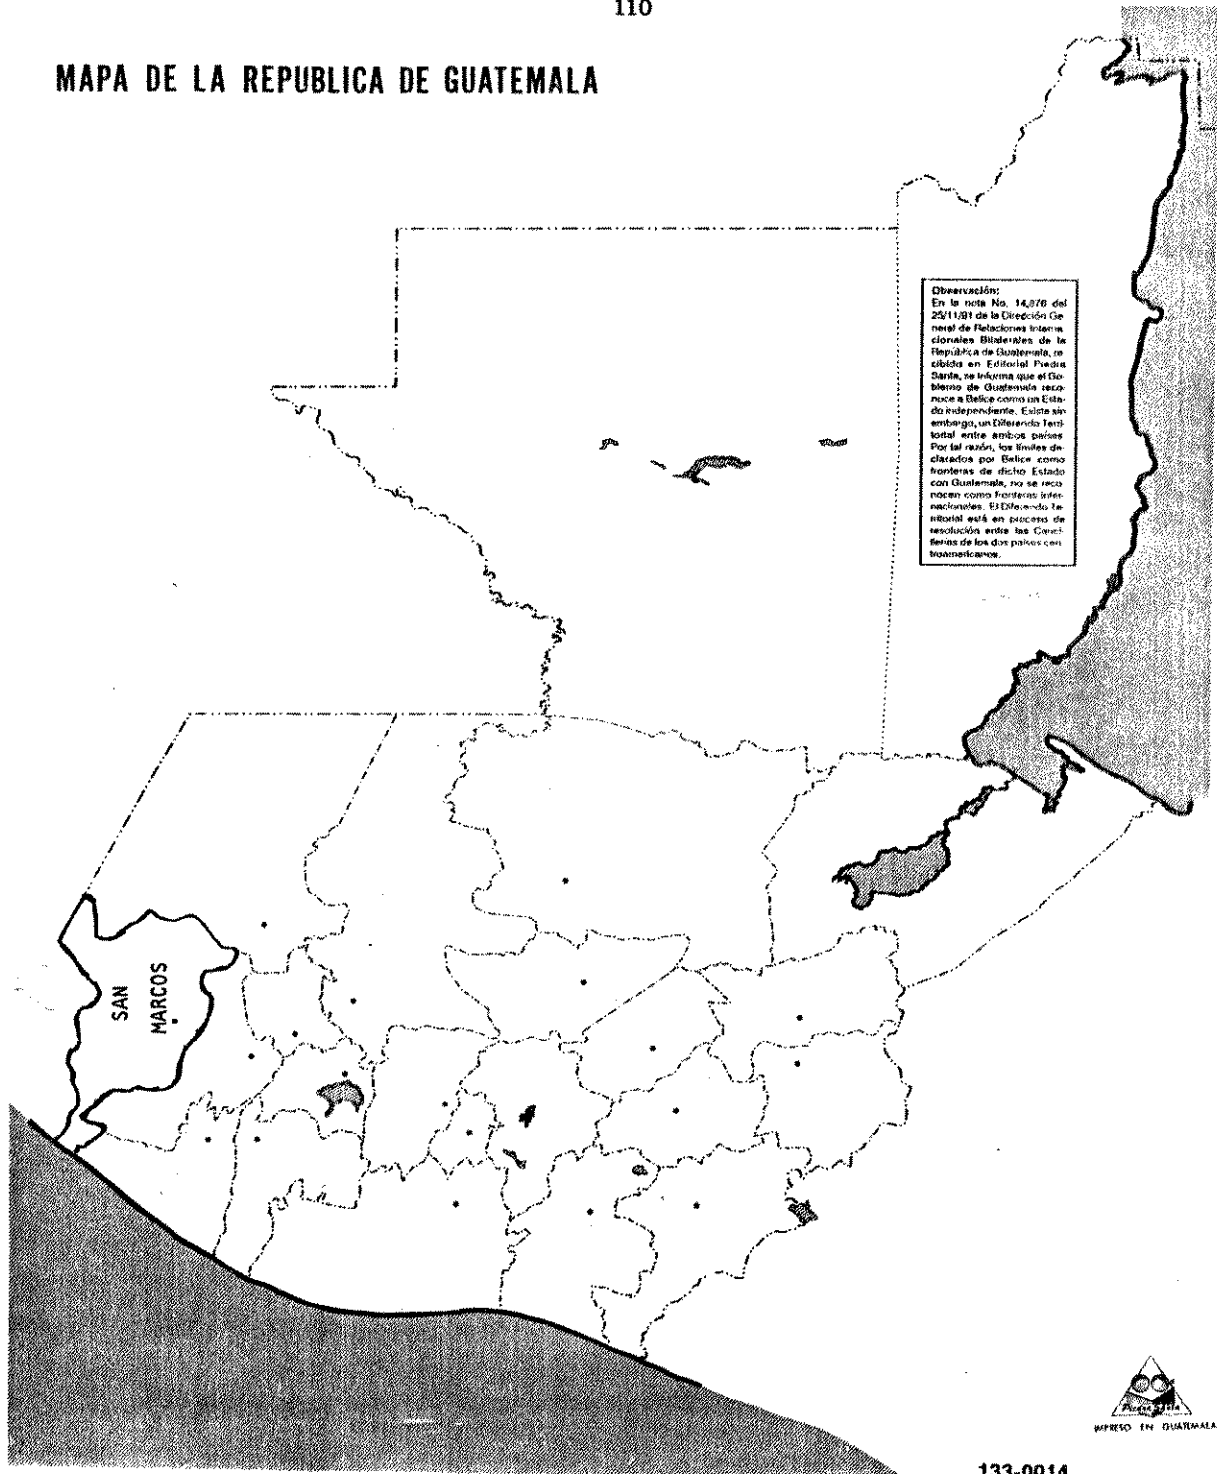 110
MAPA DE LA REPUBLICA DE GUATEMALA
Observación:
En la nota No. 14,876 del
25/11/91 de la Dirección Ge
neral de Relaciones Interna
cionales Bilaterales de la
República de Guatemala, re
cibida en Editorial Piedra
Santa, se informa que el Go
bierno de Guatemala reco
noce a Belice como un Esta
do independiente. Existe sin
embargo, un Diferendo Terri
torial entre ambos países
Por tal razón, los límites de
clarados por Belice como
fronteras de dicho Estado
con Guatemala, no se reco
nocen como fronteras inter
nacionales. El Diferendo Te
rritorial está en proceso de
resolución entre las Canci
llerías de los dos países cen
troamericanos.
SAN
MARCOS
Piedra Santa
IMPRESO EN GUATEMALA
133-0014